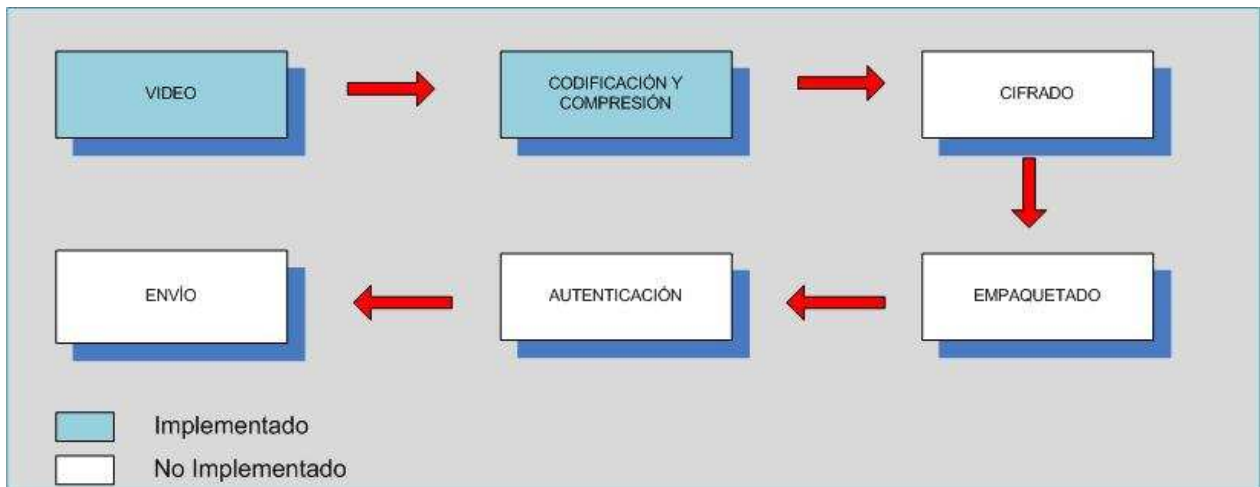 VIDEO
CODIFICACIÓN Y
COMPRESIÓN
CIFRADO
ENVÍO
AUTENTICACIÓN
EMPAQUETADO
Implementado
No Implementado